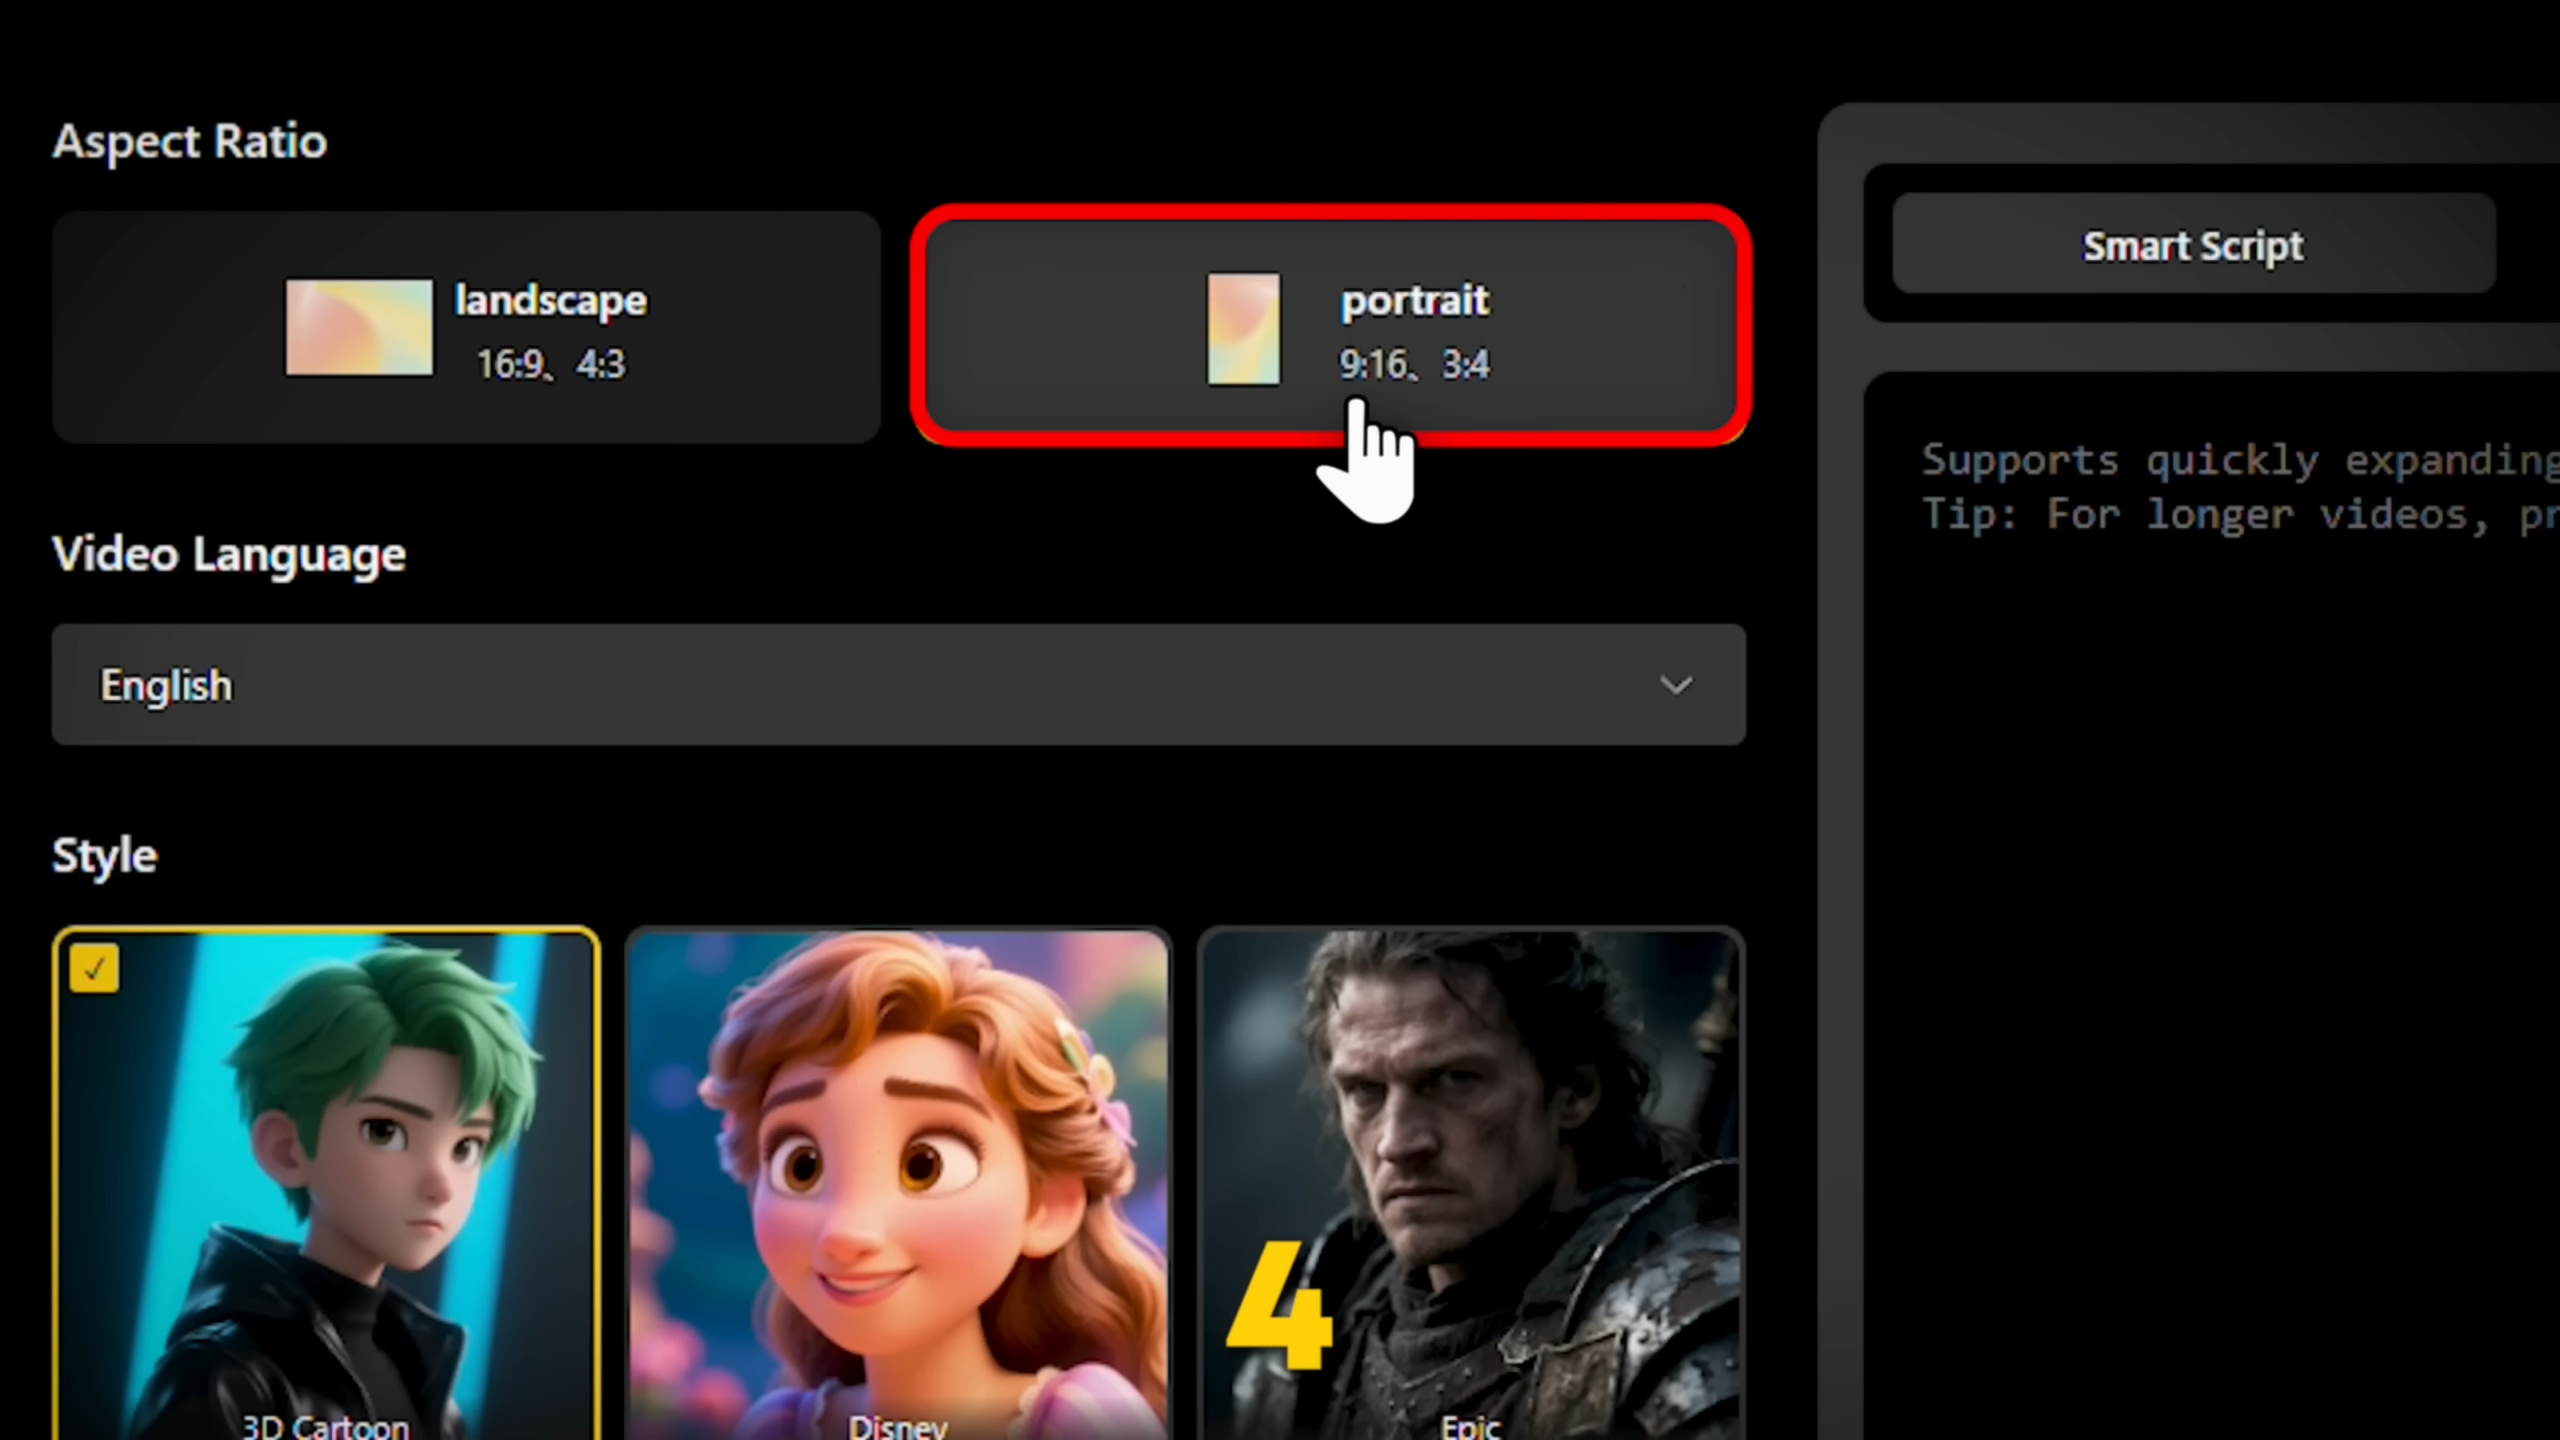 Aspect Ratio
landscape
16:9、4:3
portrait
9:16、3:4
Video Language
English
Style
3D Cartoon
Disney
4
Epic
Smart Script
Supports quickly expanding
Tip: For longer videos,